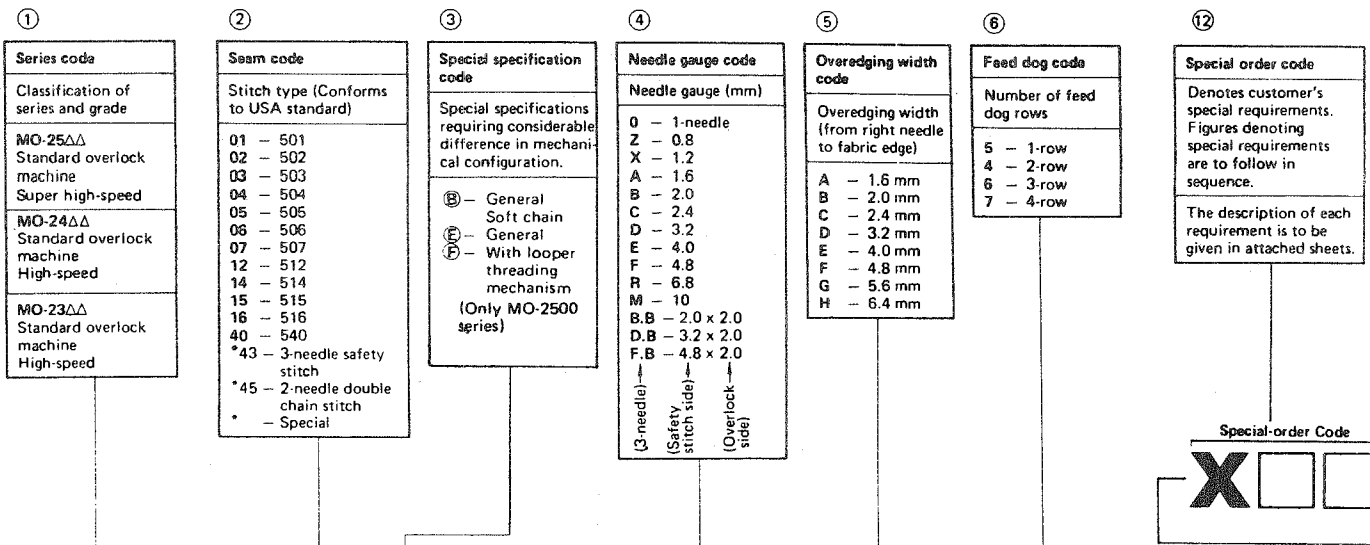 ①
Series code
Classification of
series and grade
MO-25△△
Standard overlock
machine
Super high-speed
MO-24△△
Standard overlock
machine
High-speed
MO-23△△
Standard overlock
machine
High-speed
②
Seam code
Stitch type (Conforms
to USA standard)
01 – 501
02 – 502
03 – 503
04 – 504
05 – 505
06 – 506
07 – 507
12 – 512
14 – 514
15 – 515
16 – 516
40 – 540
*43 – 3-needle safety
stitch
*45 – 2-needle double
chain stitch
* – Special
③
Special specification
code
Special specifications
requiring considerable
difference in mechani-
cal configuration.
Ⓑ – General
Soft chain
Ⓔ – General
Ⓕ – With looper
threading
mechanism
(Only MO-2500
series)
④
Needle gauge code
Needle gauge (mm)
0 – 1-needle
Z – 0.8
X – 1.2
A – 1.6
B – 2.0
C – 2.4
D – 3.2
E – 4.0
F – 4.8
R – 6.8
M – 10
B.B – 2.0 x 2.0
D.B – 3.2 x 2.0
F.B – 4.8 x 2.0
(3-needle)
(Safety
stitch side)
(Overlock
side)
⑤
Overedging width
code
Overedging width
(from right needle
to fabric edge)
A – 1.6 mm
B – 2.0 mm
C – 2.4 mm
D – 3.2 mm
E – 4.0 mm
F – 4.8 mm
G – 5.6 mm
H – 6.4 mm
⑥
Feed dog code
Number of feed
dog rows
5 – 1-row
4 – 2-row
6 – 3-row
7 – 4-row
⑫
Special order code
Denotes customer's
special requirements.
Figures denoting
special requirements
are to follow in
sequence.
The description of each
requirement is to be
given in attached sheets.
Special-order Code
X